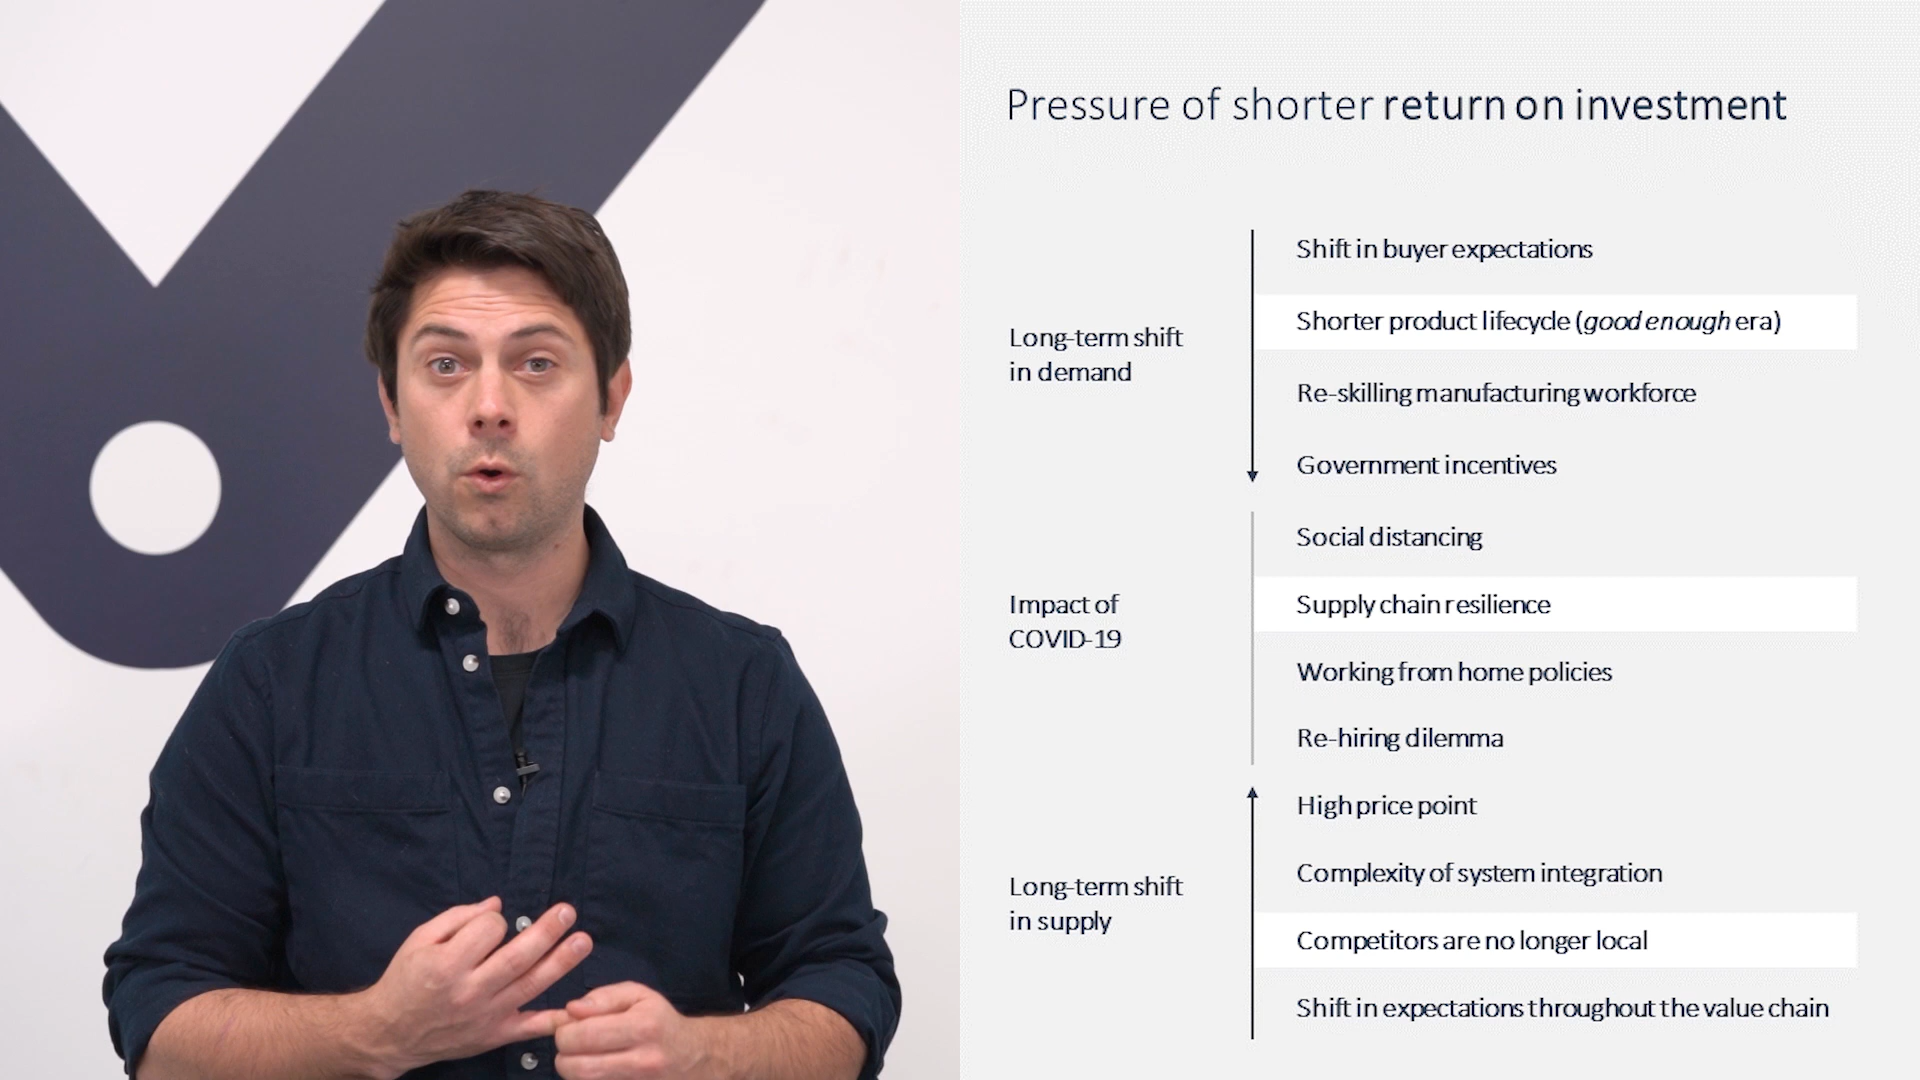 Pressure of shorter return on investment
Long-term shift
in demand
Shift in buyer expectations
Shorter product lifecycle (good enough era)
Re-skilling manufacturing workforce
Government incentives
Impact of
COVID-19
Social distancing
Supply chain resilience
Working from home policies
Re-hiring dilemma
Long-term shift
in supply
High price point
Complexity of system integration
Competitors are no longer local
Shift in expectations throughout the value chain